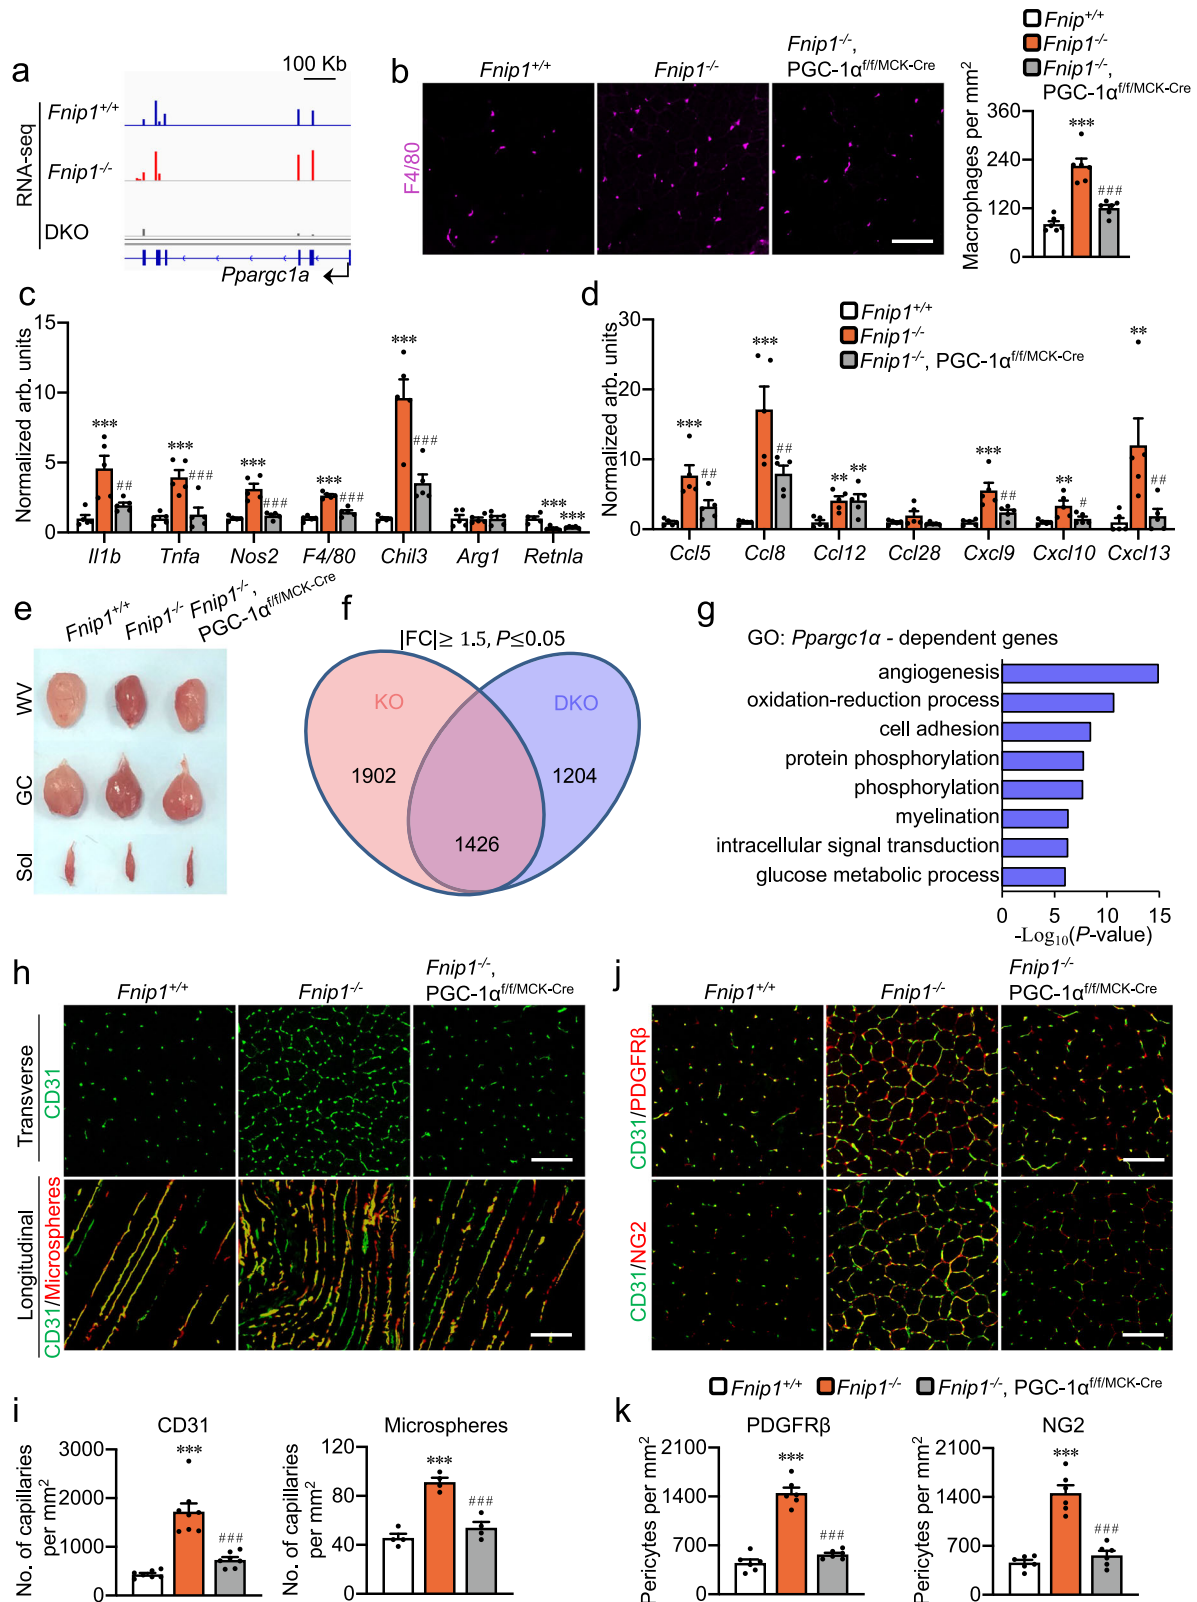 a
100 Kb
RNA-seq
Fnip1+/+
Fnip1-/-
DKO
Ppargc1a
b
Fnip1+/+
Fnip1-/-
Fnip1-/-,
PGC-1αf/f/MCK-Cre
F4/80
Fnip+/+
Fnip1-/-
Fnip1-/-,
PGC-1αf/f/MCK-Cre
Macrophages per mm2
360
240
120
0
***
###
c
Normalized arb. units
15
10
5
0
*** ## *** ### *** ### *** ### *** ### *** ***
Il1b Tnfa Nos2 F4/80 Chil3 Arg1 Retnla
d
Fnip1+/+
Fnip1-/-
Fnip1-/-, PGC-1αf/f/MCK-Cre
Normalized arb. units
30
20
10
0
*** ## *** ## ** ** *** ## ** # ** ##
Ccl5 Ccl8 Ccl12 Ccl28 Cxcl9 Cxcl10 Cxcl13
e
Fnip1+/+
Fnip1-/-
Fnip1-/-,
PGC-1αf/f/MCK-Cre
WV
GC
Sol
f
|FC|≥ 1.5, P≤0.05
KO
DKO
1902
1204
1426
g
GO: Ppargc1α - dependent genes
angiogenesis
oxidation-reduction process
cell adhesion
protein phosphorylation
phosphorylation
myelination
intracellular signal transduction
glucose metabolic process
0 5 10 15
-Log10(P-value)
h
Fnip1+/+
Fnip1-/-
Fnip1-/-,
PGC-1αf/f/MCK-Cre
Transverse
CD31
Longitudinal
CD31/Microspheres
j
Fnip1+/+
Fnip1-/-
Fnip1-/-
PGC-1αf/f/MCK-Cre
CD31/PDGFRβ
CD31/NG2
Fnip1+/+ Fnip1-/- Fnip1-/-, PGC-1αf/f/MCK-Cre
i
CD31
No. of capillaries
per mm2
3000
2000
1000
0
***
###
Microspheres
No. of capillaries
per mm2
120
80
40
0
***
###
k
PDGFRβ
Pericytes per mm2
2100
1400
700
0
***
###
NG2
Pericytes per mm2
2100
1400
700
0
***
###